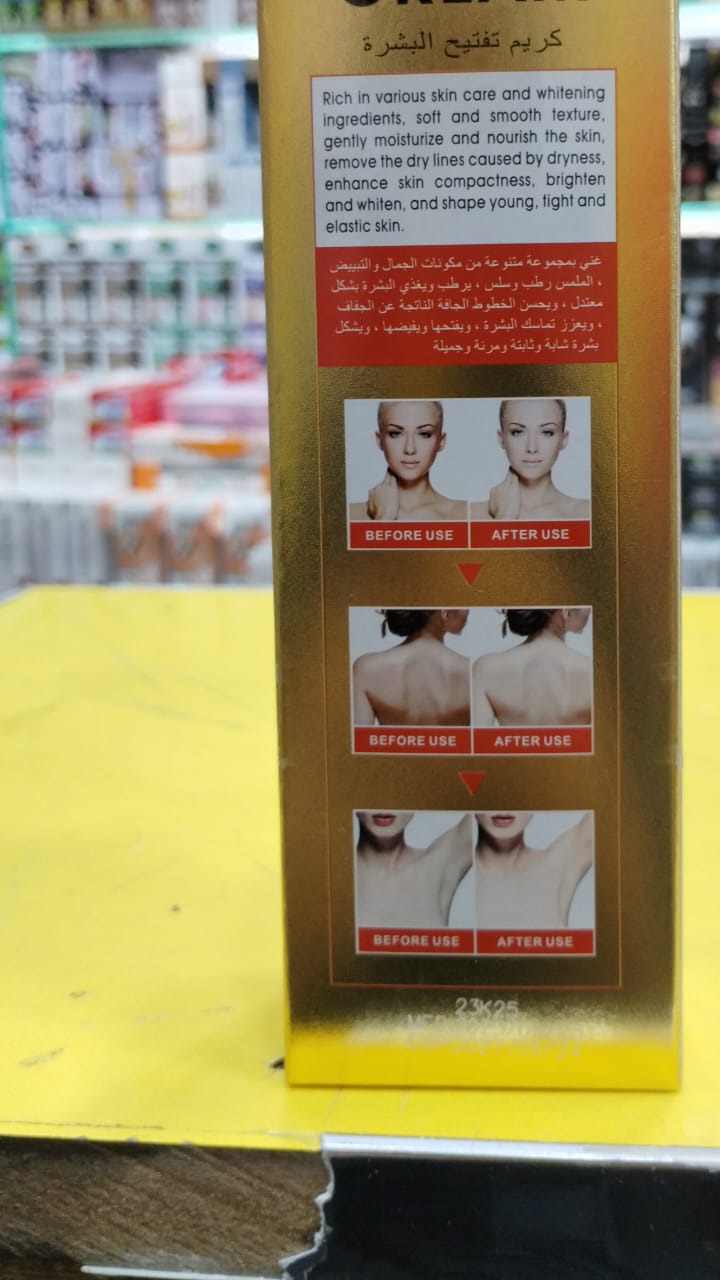 كريم تفتيح البشرة
Rich in various skin care and whitening
ingredients, soft and smooth texture,
gently moisturize and nourish the skin,
remove the dry lines caused by dryness,
enhance skin compactness, brighten
and whiten, and shape young, tight and
elastic skin.
غني بمجموعة متنوعة من مكونات الجمال والتبييض
، الملمس رطب وسلس ، يرطب ويغذي البشرة بشكل
معتدل ، ويحسن الخطوط الجافة الناتجة عن الجفاف
، ويعزز تماسك البشرة ، ويفتحها ويفيضها ، ويشكل
بشرة شابة وثابتة ومرنة وجميلة
BEFORE USE AFTER USE
BEFORE USE AFTER USE
BEFORE USE AFTER USE
23K25